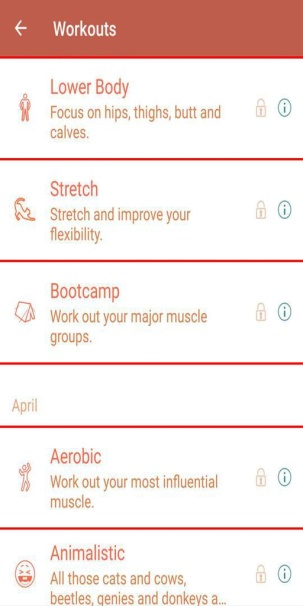 Workouts
Lower Body
Focus on hips, thighs, butt and
calves.
Stretch
Stretch and improve your
flexibility.
Bootcamp
Work out your major muscle
groups.
April
Aerobic
Work out your most influential
muscle.
Animalistic
All those cats and cows,
beetles, genies and donkeys a...